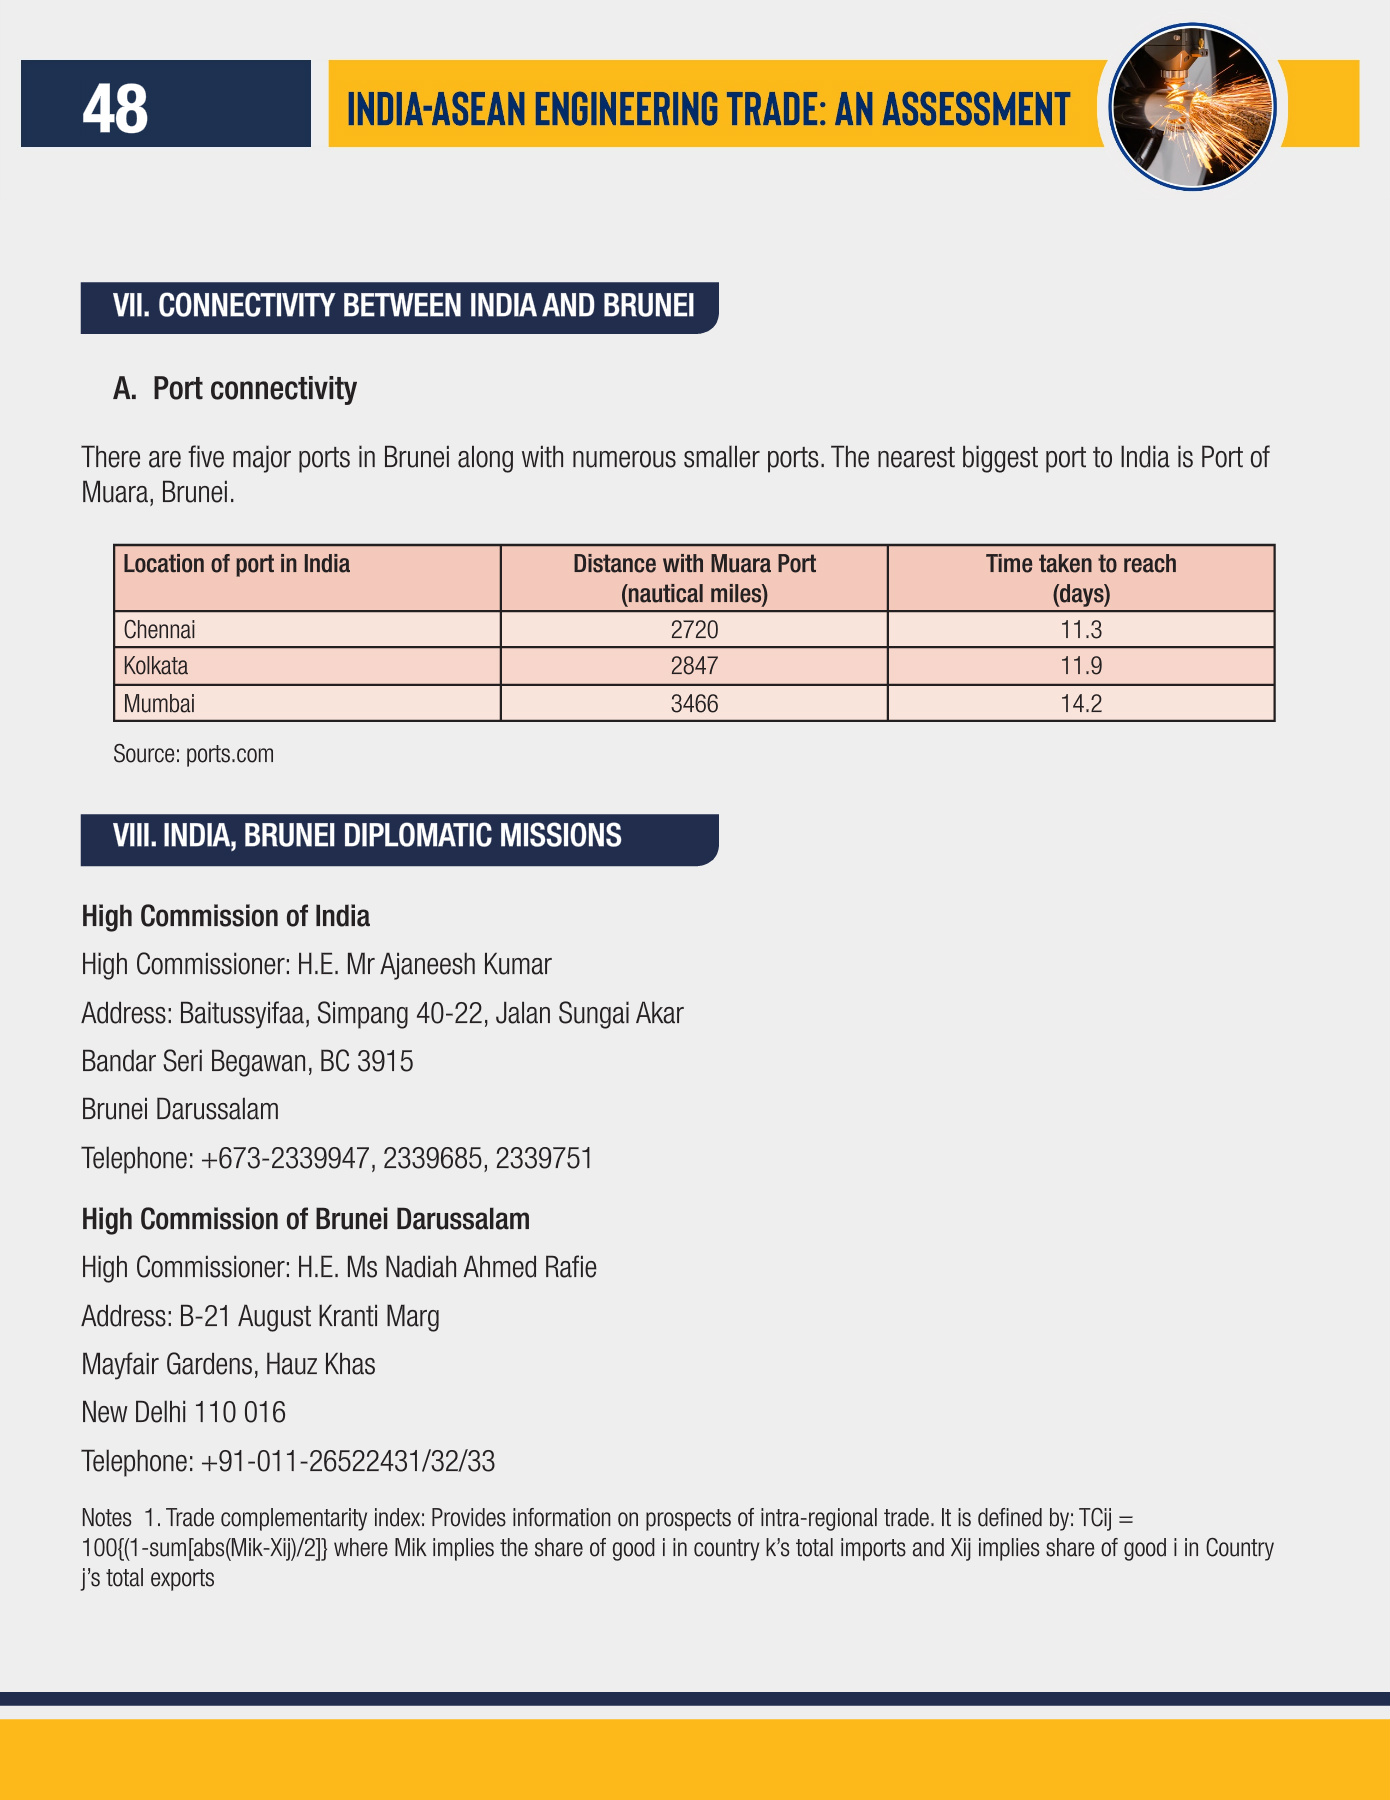 48
INDIA-ASEAN ENGINEERING TRADE: AN ASSESSMENT
VII. CONNECTIVITY BETWEEN INDIA AND BRUNEI
A. Port connectivity
There are five major ports in Brunei along with numerous smaller ports. The nearest biggest port to India is Port of
Muara, Brunei.
Location of port in India Distance with Muara Port Time taken to reach
(nautical miles) (days)
Chennai 2720 11.3
Kolkata 2847 11.9
Mumbai 3466 14.2
Source: ports.com
VIII. INDIA, BRUNEI DIPLOMATIC MISSIONS
High Commission of India
High Commissioner: H.E. Mr Ajaneesh Kumar
Address: Baitussyifaa, Simpang 40-22, Jalan Sungai Akar
Bandar Seri Begawan, BC 3915
Brunei Darussalam
Telephone: +673-2339947, 2339685, 2339751
High Commission of Brunei Darussalam
High Commissioner: H.E. Ms Nadiah Ahmed Rafie
Address: B-21 August Kranti Marg
Mayfair Gardens, Hauz Khas
New Delhi 110 016
Telephone: +91-011-26522431/32/33
Notes 1. Trade complementarity index: Provides information on prospects of intra-regional trade. It is defined by: TCij =
100{(1-sum[abs(Mik-Xij)/2]} where Mik implies the share of good i in country k's total imports and Xij implies share of good i in Country
j's total exports